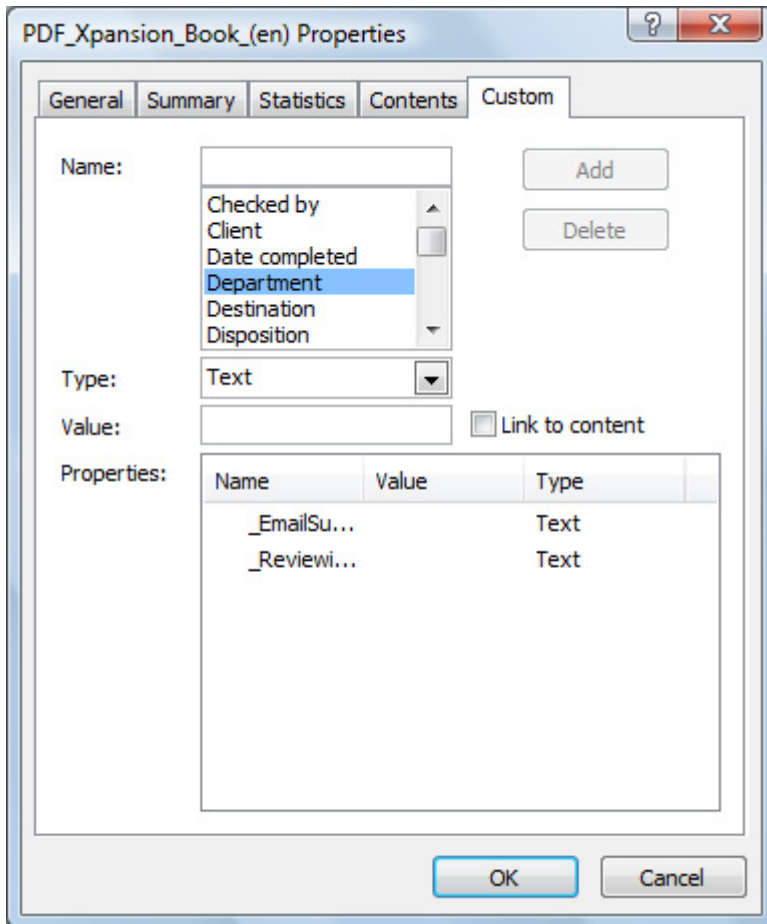 PDF_Xpansion_Book_(en) Properties
General Summary Statistics Contents Custom
Name:
Add
Checked by
Client
Delete
Date completed
Department
Destination
Disposition
Type: Text
Value: Link to content
Properties:
Name Value Type
_EmailSu... Text
_Reviewi... Text
OK Cancel